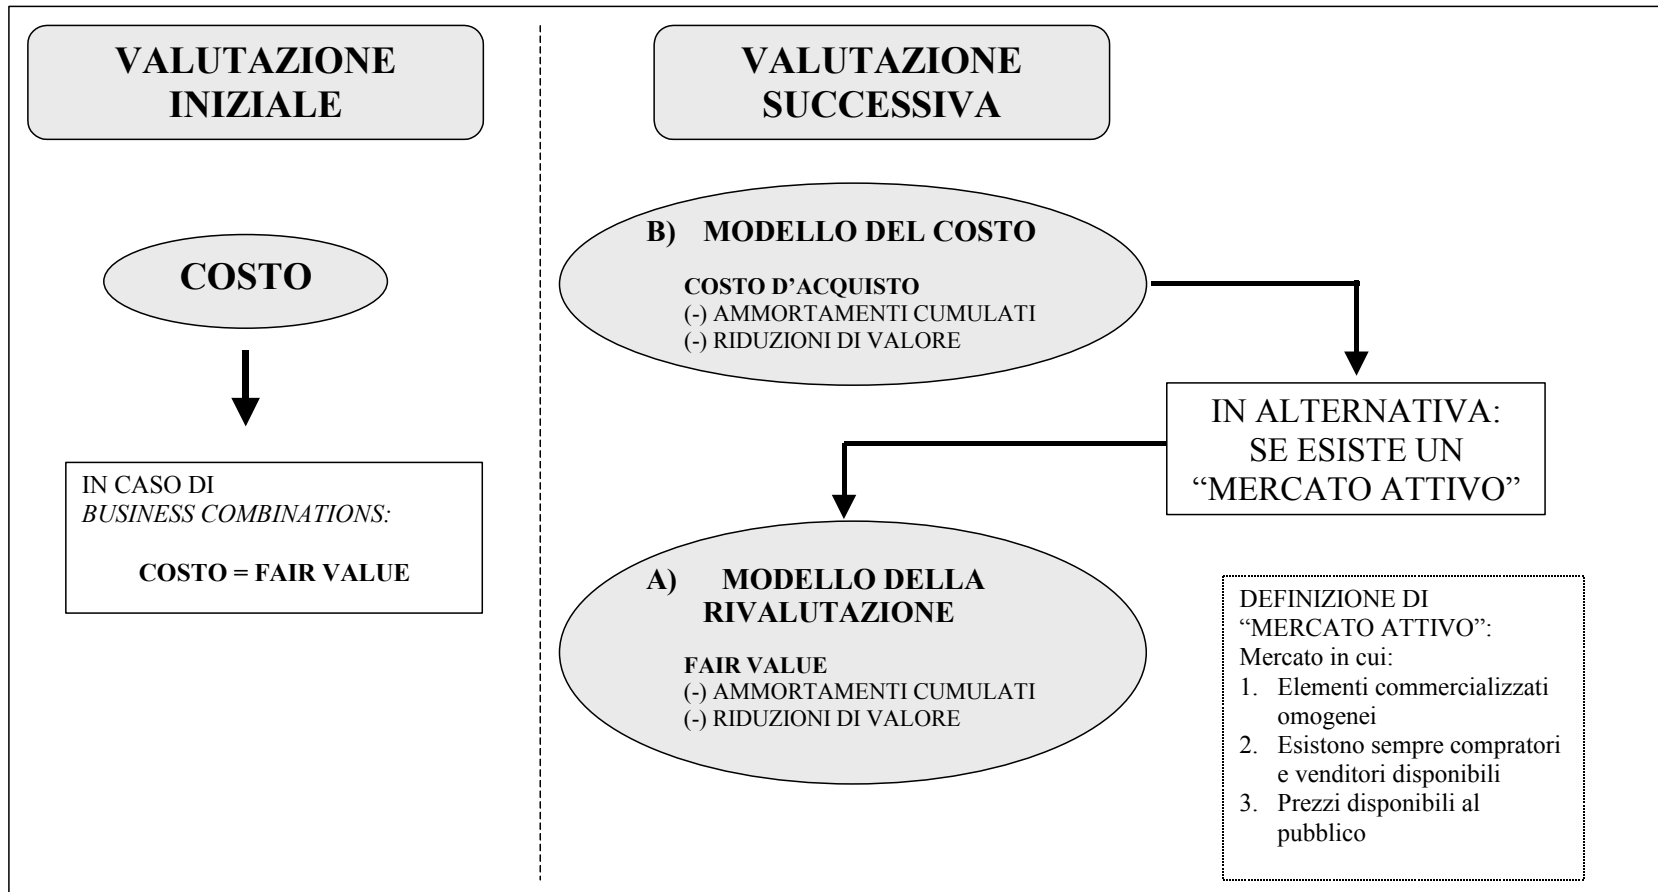 VALUTAZIONE
INIZIALE
COSTO
IN CASO DI
BUSINESS COMBINATIONS:
COSTO = FAIR VALUE
VALUTAZIONE
SUCCESSIVA
B) MODELLO DEL COSTO
COSTO D’ACQUISTO
(-) AMMORTAMENTI CUMULATI
(-) RIDUZIONI DI VALORE
IN ALTERNATIVA:
SE ESISTE UN
“MERCATO ATTIVO”
A) MODELLO DELLA
RIVALUTAZIONE
FAIR VALUE
(-) AMMORTAMENTI CUMULATI
(-) RIDUZIONI DI VALORE
DEFINIZIONE DI
“MERCATO ATTIVO”:
Mercato in cui:
1. Elementi commercializzati
omogenei
2. Esistono sempre compratori
e venditori disponibili
3. Prezzi disponibili al
pubblico